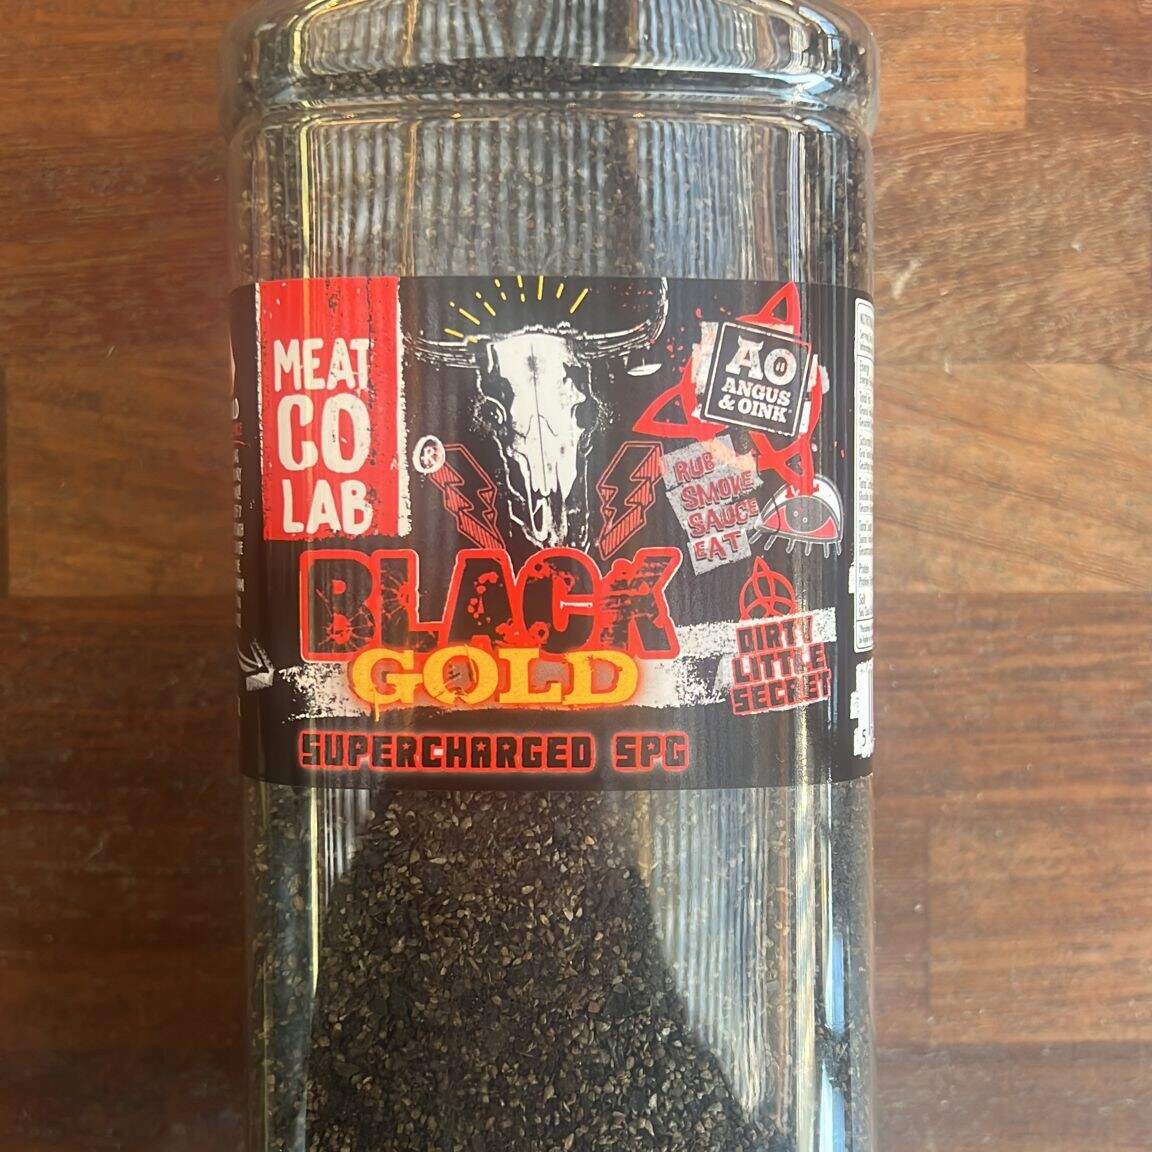 MEAT
CO
LAB
®
AO
ANGUS
& OINK
RUB
SMOKE
SAUCE
EAT
BLACK
GOLD
DIRTY
LITTLE
SECRET
SUPERCHARGED SPG